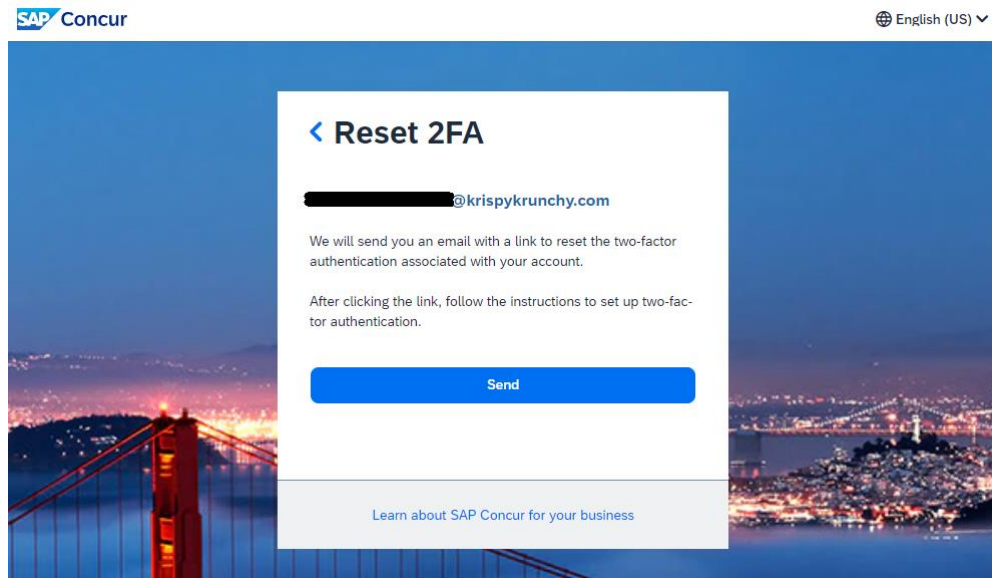 SAP Concur
English (US)
Reset 2FA
@krispykrunchy.com
We will send you an email with a link to reset the two-factor
authentication associated with your account.
After clicking the link, follow the instructions to set up two-fac-
tor authentication.
Send
Learn about SAP Concur for your business